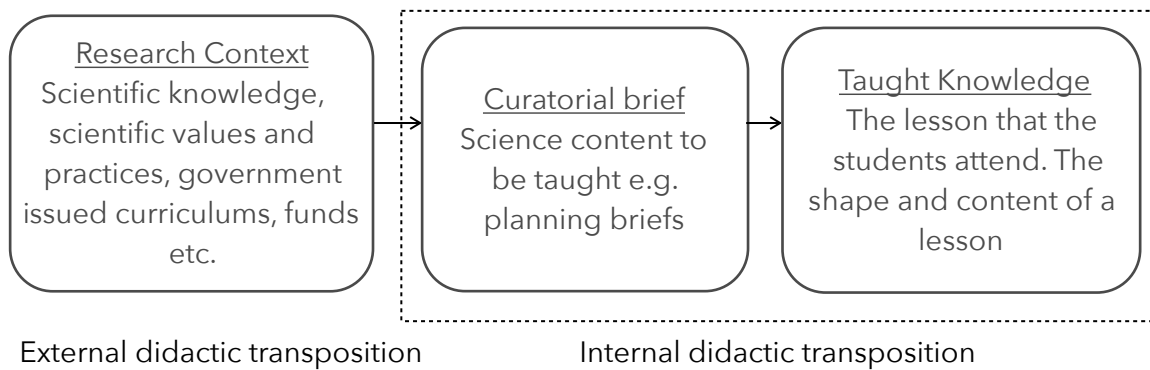 Research Context
Scientific knowledge,
scientific values and
practices, government
issued curriculums, funds
etc.
Curatorial brief
Science content to
be taught e.g.
planning briefs
Taught Knowledge
The lesson that the
students attend. The
shape and content of a
lesson
External didactic transposition
Internal didactic transposition